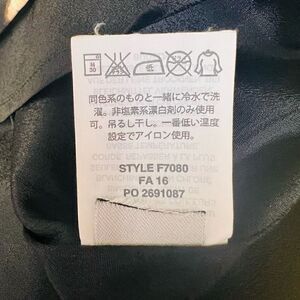 低
同色系のものと一緒に冷水で洗
濯。非塩素系漂白剤のみ使用
可。吊るし干し。一番低い温度
設定でアイロン使用。
STYLE F7080
FA 16
PO 2691087